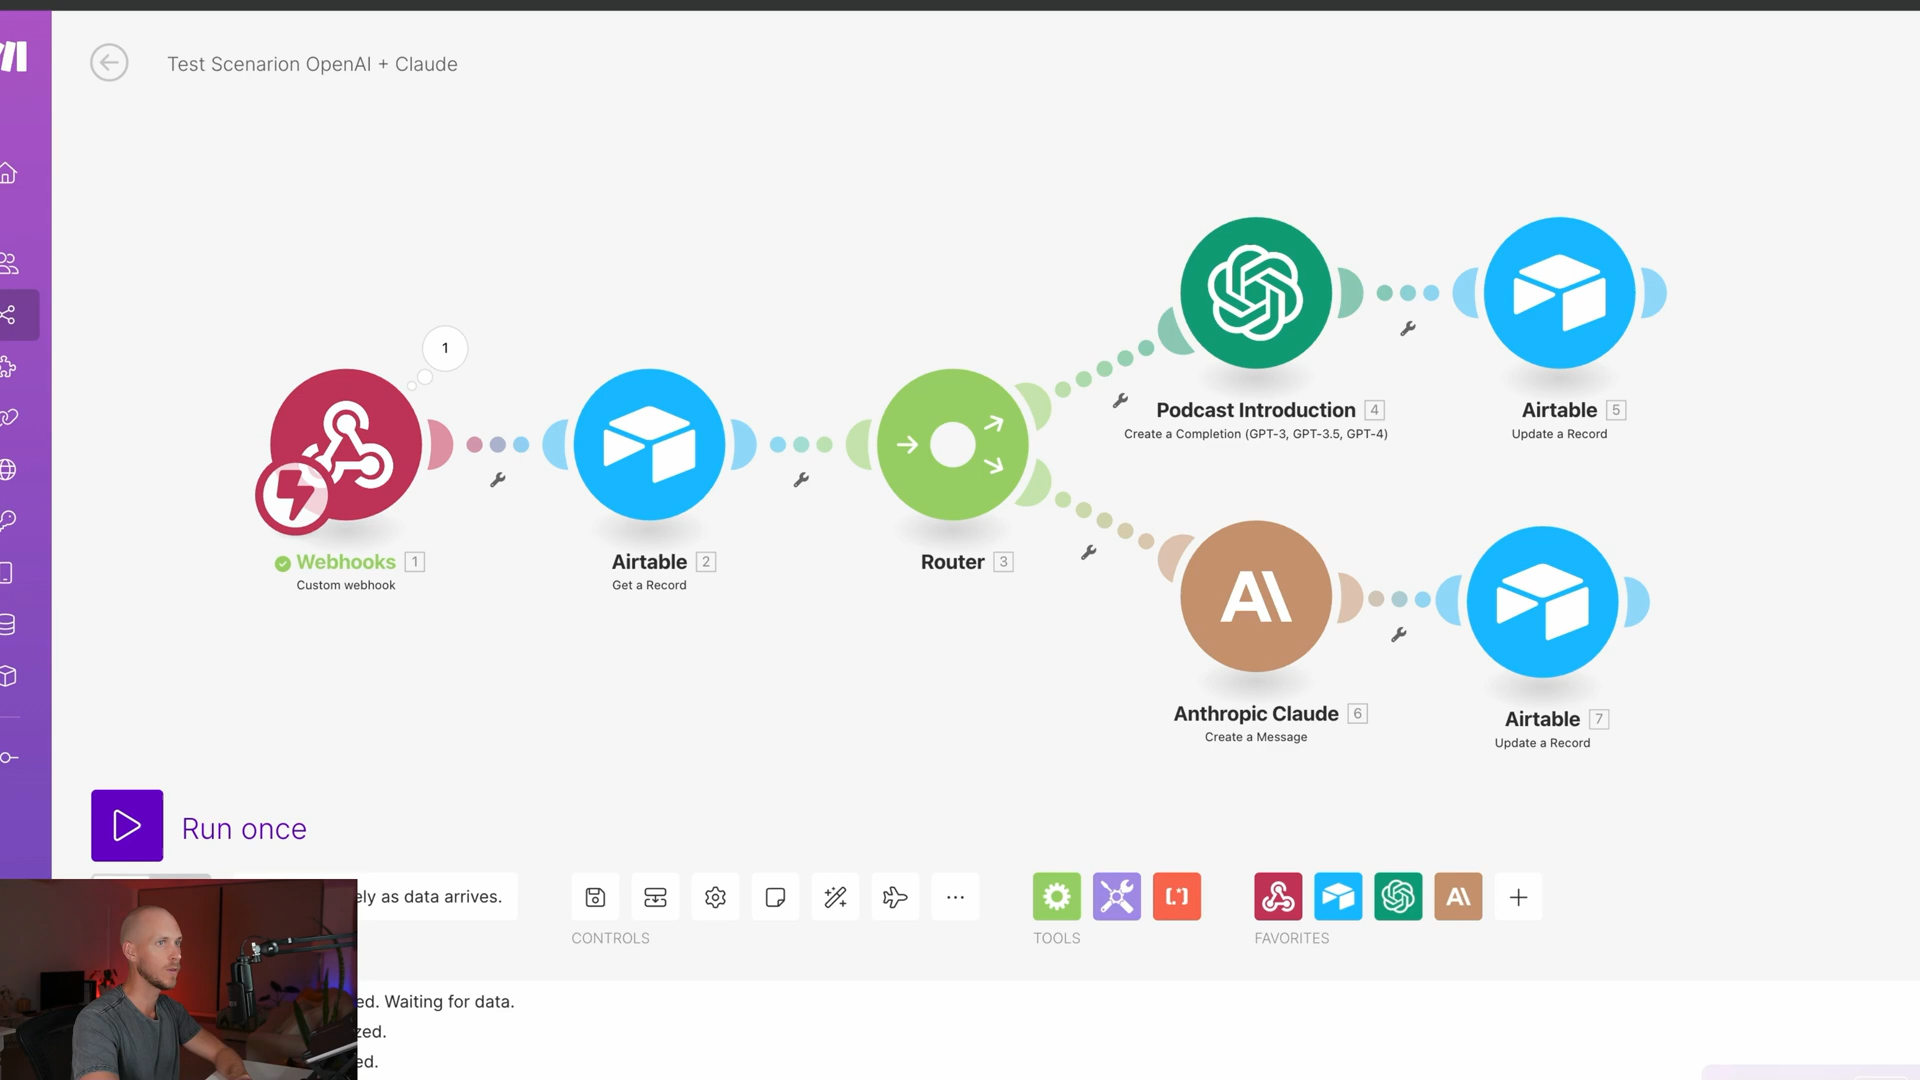 Test Scenarion OpenAI + Claude
1
Podcast Introduction 4
Create a Completion (GPT-3, GPT-3.5, GPT-4)
Airtable 5
Update a Record
Webhooks 1
Custom webhook
Airtable 2
Get a Record
Router 3
Anthropic Claude 6
Create a Message
Airtable 7
Update a Record
Run once
ely as data arrives.
CONTROLS
TOOLS
FAVORITES
ed. Waiting for data.
zed.
ed.